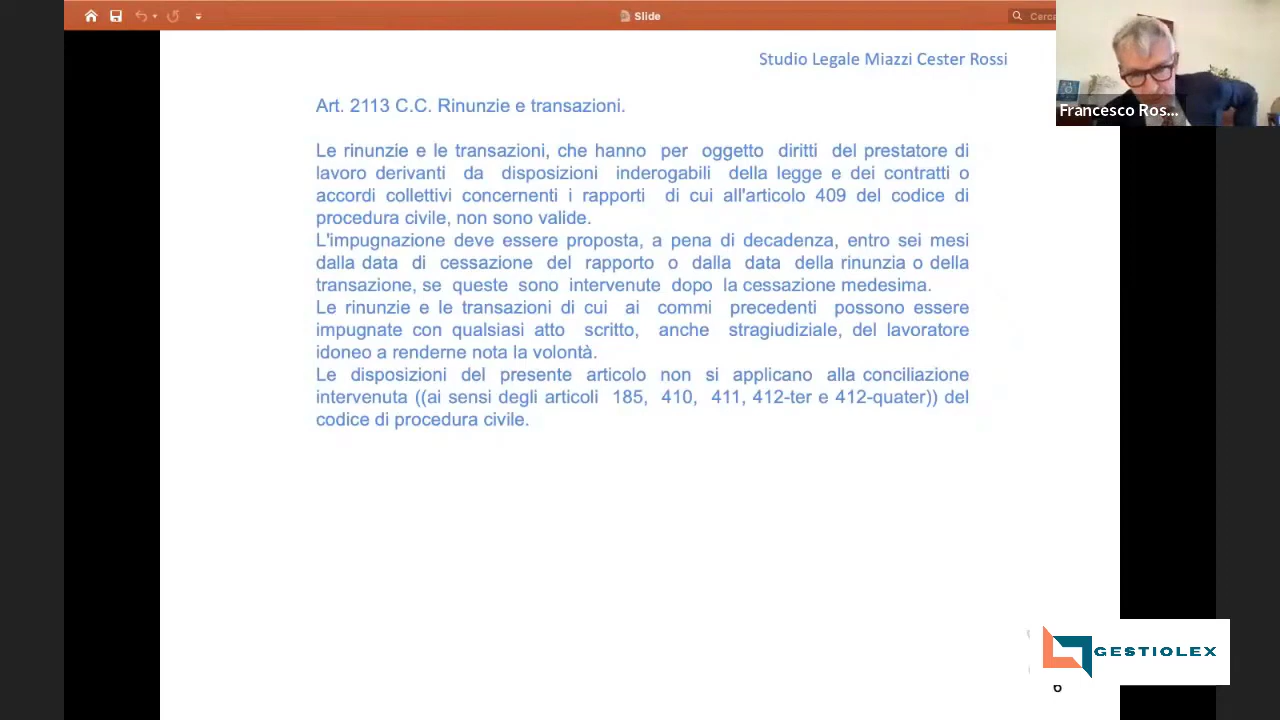 Slide
Cerca
Studio Legale Miazzi Cester Rossi
Francesco Ros...
Art. 2113 C.C. Rinunzie e transazioni.
Le rinunzie e le transazioni, che hanno per oggetto diritti del prestatore di
lavoro derivanti da disposizioni inderogabili della legge e dei contratti o
accordi collettivi concernenti i rapporti di cui all'articolo 409 del codice di
procedura civile, non sono valide.
L'impugnazione deve essere proposta, a pena di decadenza, entro sei mesi
dalla data di cessazione del rapporto o dalla data della rinunzia o della
transazione, se queste sono intervenute dopo la cessazione medesima.
Le rinunzie e le transazioni di cui ai commi precedenti possono essere
impugnate con qualsiasi atto scritto, anche stragiudiziale, del lavoratore
idoneo a renderne nota la volontà.
Le disposizioni del presente articolo non si applicano alla conciliazione
intervenuta ((ai sensi degli articoli 185, 410, 411, 412-ter e 412-quater)) del
codice di procedura civile.
GESTIOLEX
6